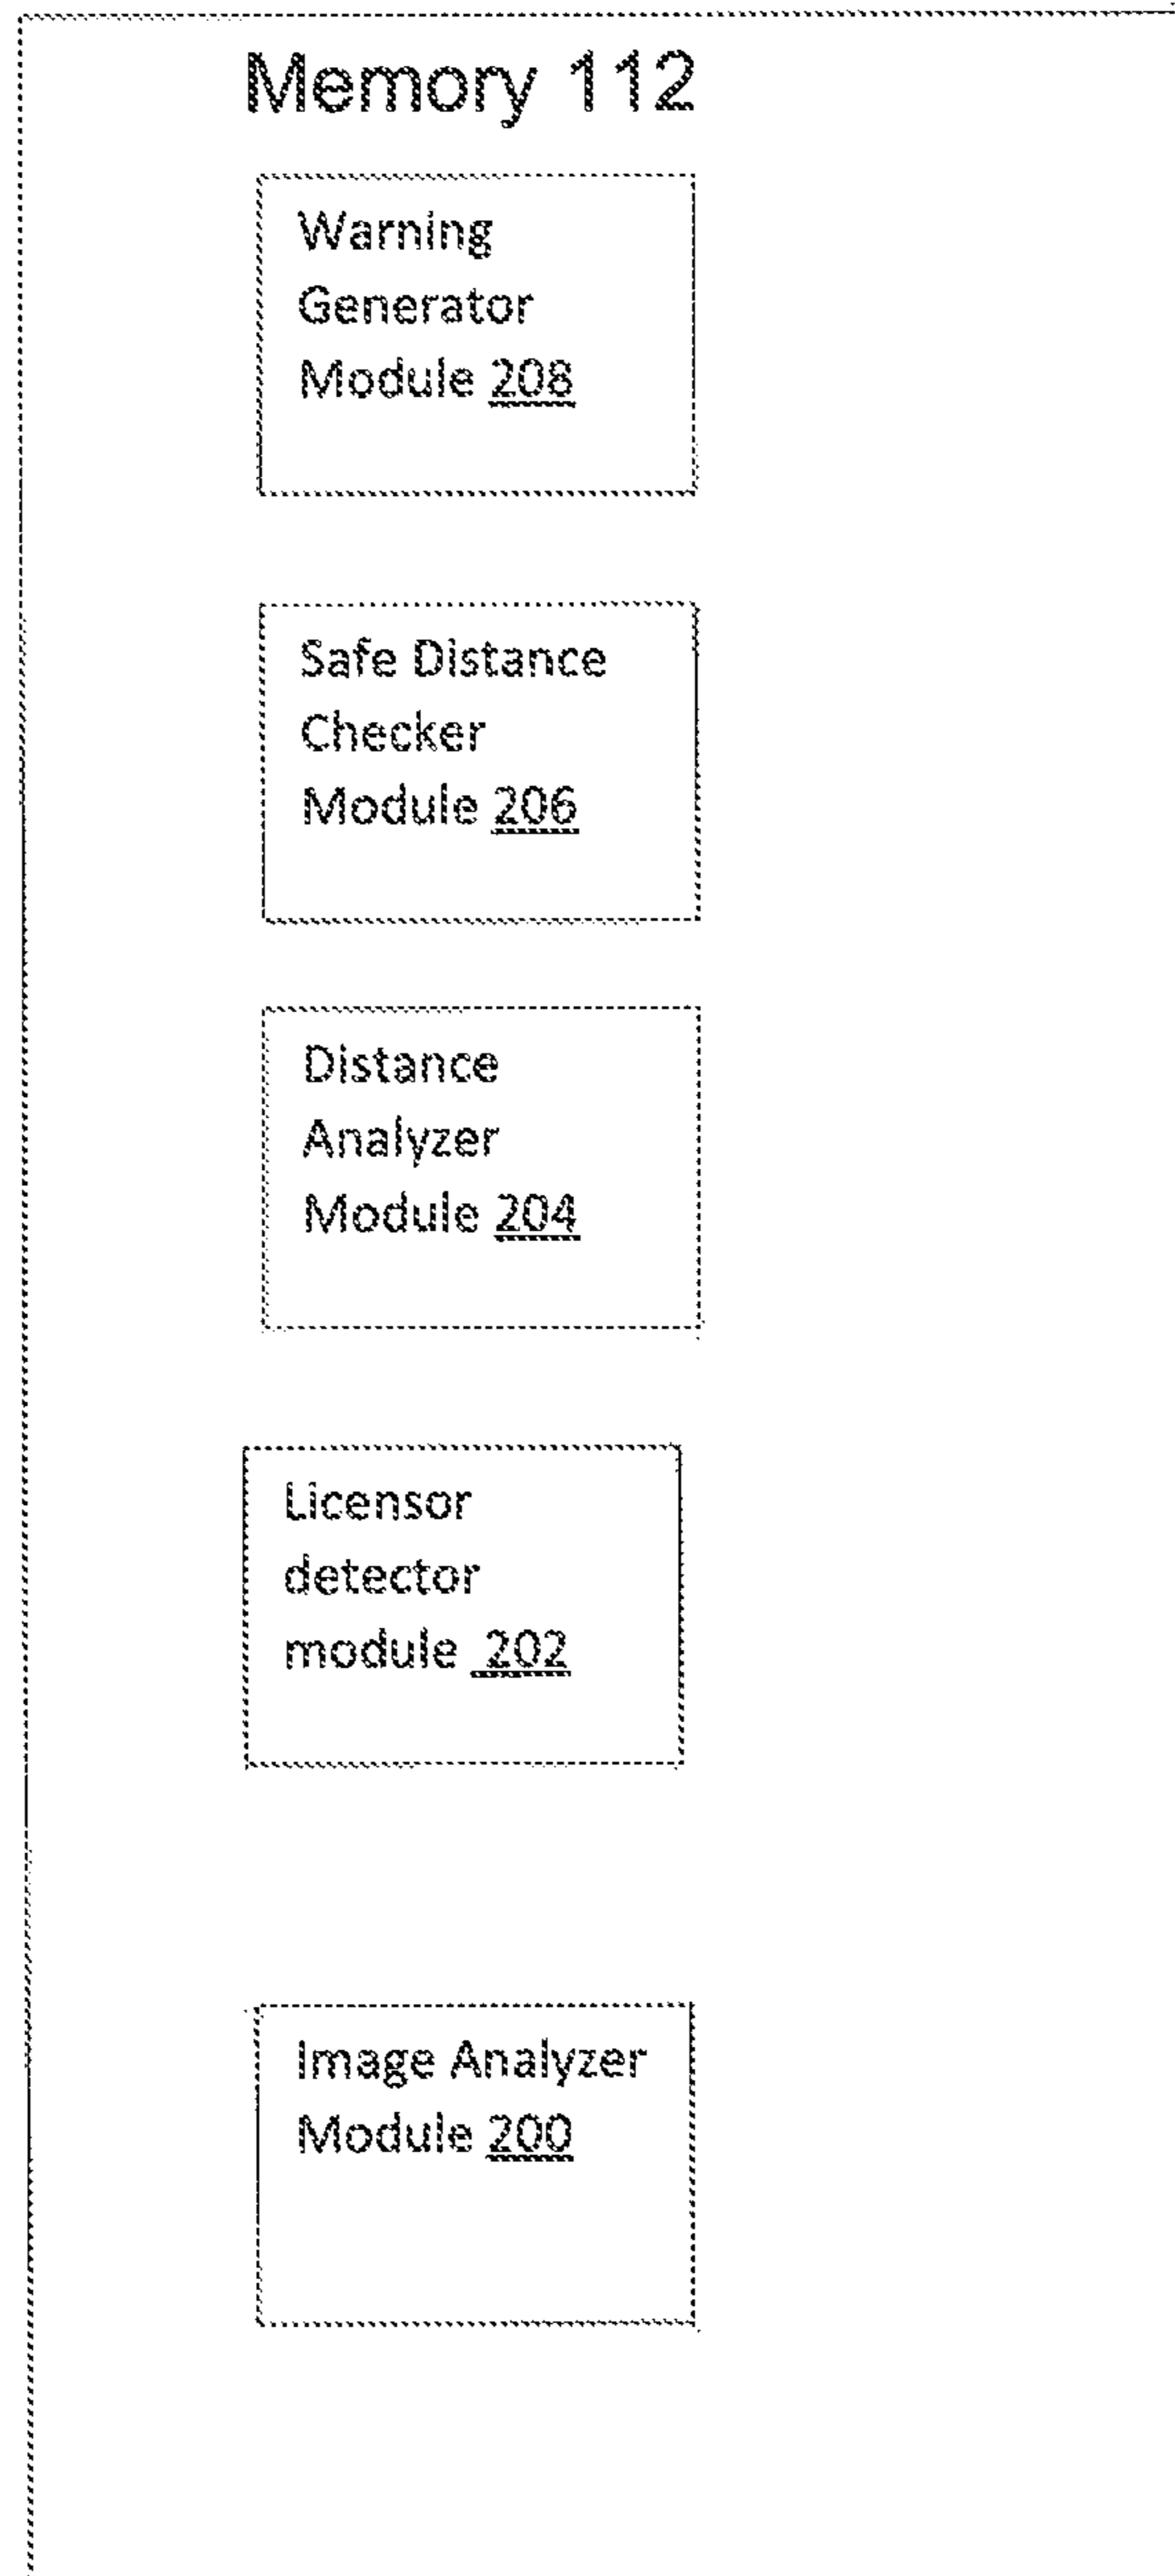 Memory 112
Warning
Generator
Module 208
Safe Distance
Checker
Module 206
Distance
Analyzer
Module 204
Licensor
detector
module 202
Image Analyzer
Module 200